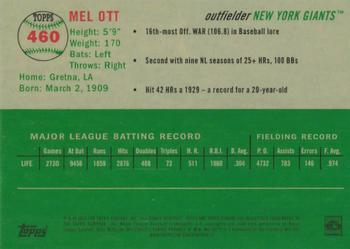 TOPPS
460
MEL OTT
outfielder NEW YORK GIANTS™
Height: 5'9"
Weight: 170
Bats: Left
Throws: Right
Home: Gretna, LA
Born: March 2, 1909
• 16th-most Off. WAR (106.8) in Baseball lore
• Second with nine NL seasons of 25+ HRs, 100 BBs
• Hit 42 HRs a 1929 – a record for a 20-year-old
MAJOR LEAGUE BATTING RECORD FIELDING RECORD
Games At Bat Runs Hits Doubles Triples H.R. R.B.I. B. Avg. P.O. Assists Errors F. Avg.
LIFE 2730 9456 1859 2876 488 72 511 1860 .304 4732 783 146 .974
Topps